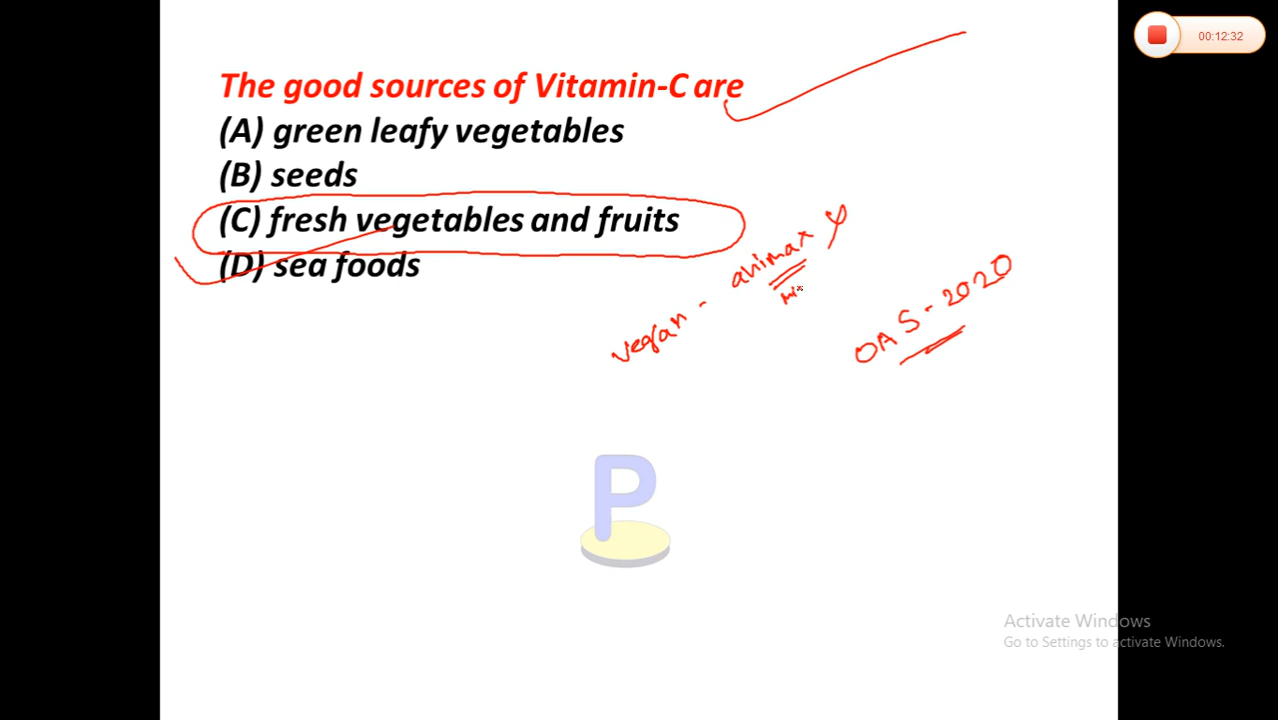 00:12:32
The good sources of Vitamin-C are
(A) green leafy vegetables
(B) seeds
(C) fresh vegetables and fruits
(D) sea foods
vegan -
OAS - 2020
P
Activate Windows
Go to Settings to activate Windows.